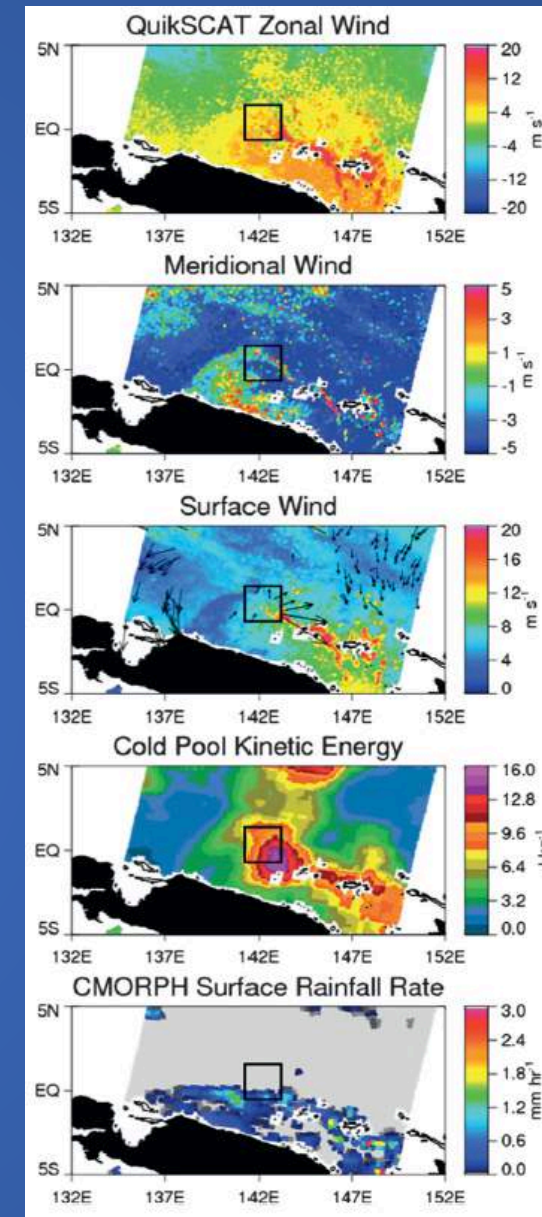 QuikSCAT Zonal Wind
5N
EQ
5S
132E 137E 142E 147E 152E
20
12
4
-4
-12
-20
m s-1
Meridional Wind
5N
EQ
5S
132E 137E 142E 147E 152E
5
3
1
-1
-3
-5
m s-1
Surface Wind
5N
EQ
5S
132E 137E 142E 147E 152E
20
16
12
8
4
0
m s-1
Cold Pool Kinetic Energy
5N
EQ
5S
132E 137E 142E 147E 152E
16.0
12.8
9.6
6.4
3.2
0.0
CMORPH Surface Rainfall Rate
5N
EQ
5S
132E 137E 142E 147E 152E
3.0
2.4
1.8
1.2
0.6
0.0
mm hr-1